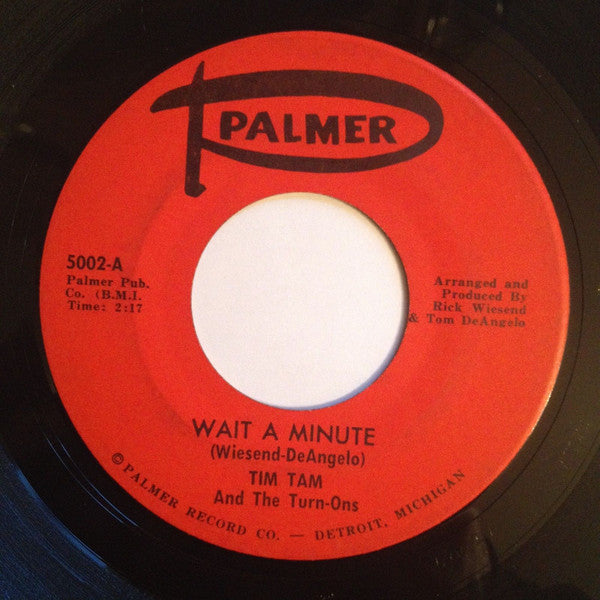 PALMER
5002-A
Palmer Pub.
Co. (B.M.I.
Time: 2:17
Arranged and
Produced By
Rick Wiesend
& Tom DeAngelo
WAIT A MINUTE
(Wiesend-DeAngelo)
TIM TAM
And The Turn-Ons
© PALMER RECORD CO. — DETROIT, MICHIGAN